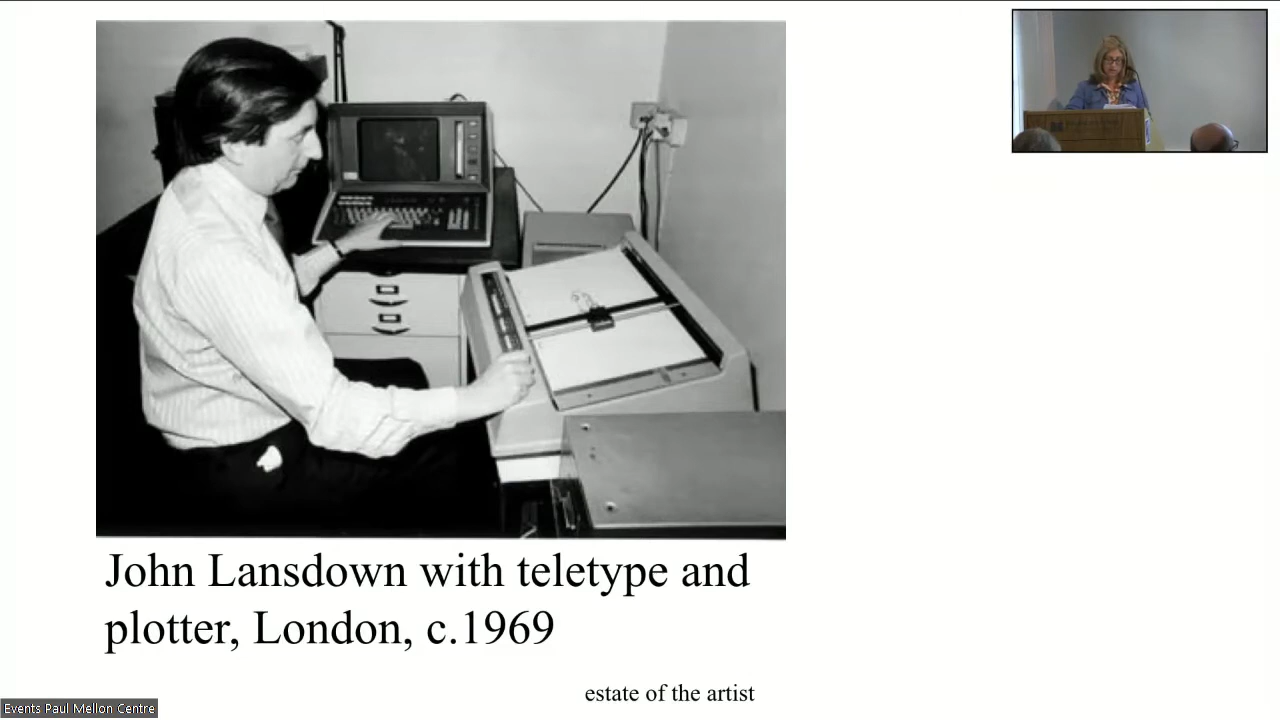 John Lansdown with teletype and
plotter, London, c.1969
estate of the artist
Events Paul Mellon Centre